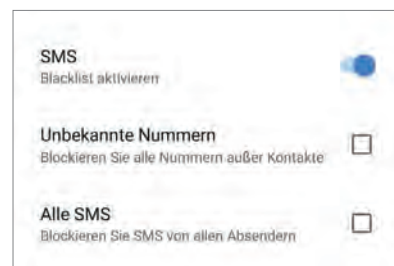 SMS
Blacklist aktivieren
Unbekannte Nummern
Blockieren Sie alle Nummern außer Kontakte
Alle SMS
Blockieren Sie SMS von allen Absendern